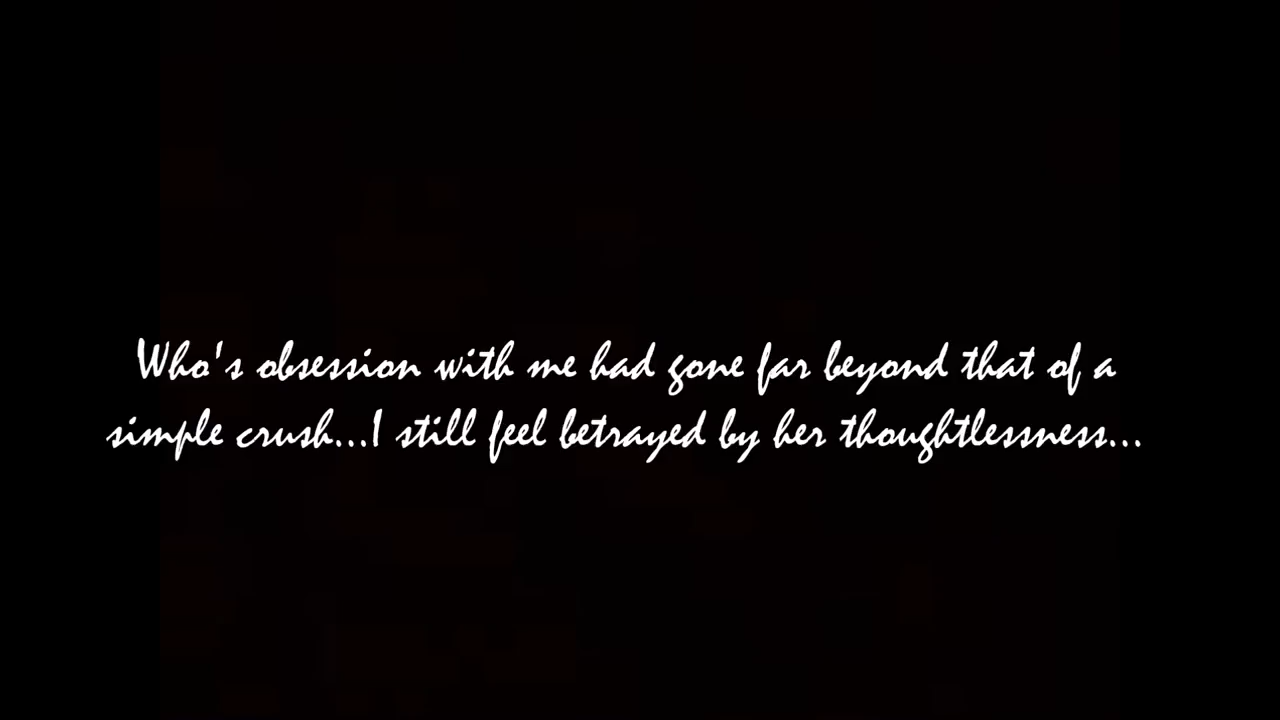 Who's obsession with me had gone far beyond that of a
simple crush...I still feel betrayed by her thoughtlessness...